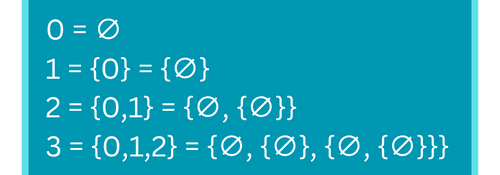 0 = ∅
1 = {0} = {∅}
2 = {0,1} = {∅, {∅}}
3 = {0,1,2} = {∅, {∅}, {∅, {∅}}}